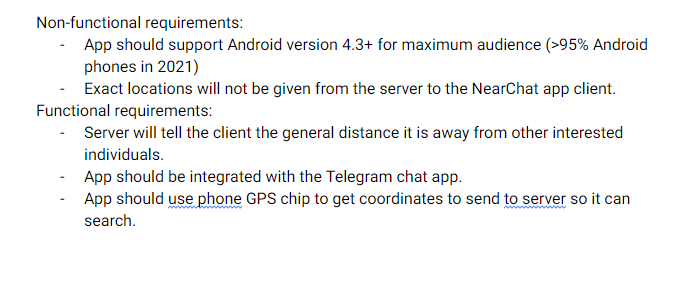 Non-functional requirements:
- App should support Android version 4.3+ for maximum audience (>95% Android
phones in 2021)
- Exact locations will not be given from the server to the NearChat app client.
Functional requirements:
- Server will tell the client the general distance it is away from other interested
individuals.
- App should be integrated with the Telegram chat app.
- App should use phone GPS chip to get coordinates to send to server so it can
search.